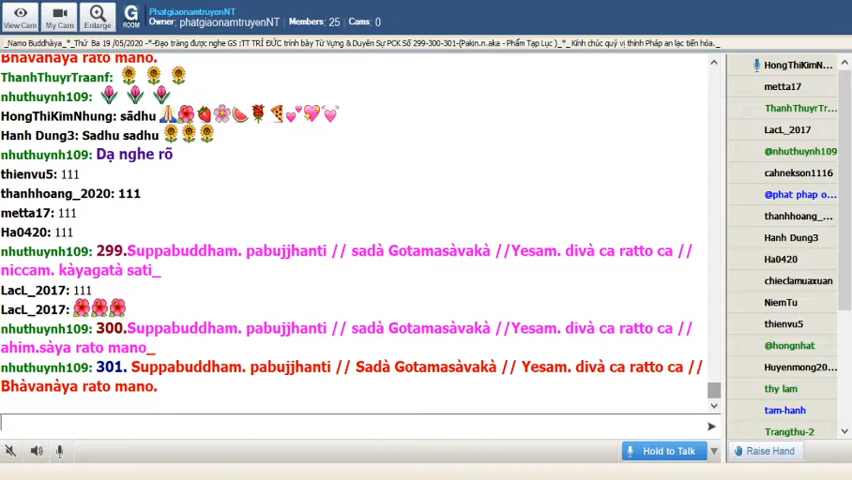 PhatgiaonamtruyenNT
Owner: phatgiaonamtruyenNT Members: 25 Cams: 0
View Cam My Cam Enlarge G ROOM
_Namo Buddhàya_*_Thứ Ba 19 /05/2020 -*-Đạo tràng được nghe GS :TT TRÍ ĐỨC trình bày Từ Vựng & Duyên Sự PCK Số 299-300-301-(Pakin.n.aka - Phẩm Tạp Lục )_*_ Kính chúc quý vị thính Pháp an lạc tiến hóa._
Bhàvanàya rato mano.
ThanhThuyrTraanf:
nhuthuynh109:
HongThiKimNhung: sādhu
Hanh Dung3: Sadhu sadhu
nhuthuynh109: Dạ nghe rõ
thienvu5: 111
thanhhoang_2020: 111
metta17: 111
Ha0420: 111
nhuthuynh109: 299.Suppabuddham. pabujjhanti // sadà Gotamasàvakà //Yesam. divà ca ratto ca //
niccam. kàyagatà sati_
LacL_2017: 111
LacL_2017:
nhuthuynh109: 300.Suppabuddham. pabujjhanti // sadà Gotamasàvakà //Yesam. divà ca ratto ca //
ahim.sàya rato mano_
nhuthuynh109: 301. Suppabuddham. pabujjhanti // Sadà Gotamasàvakà // Yesam. divà ca ratto ca //
Bhàvanàya rato mano.
HongThiKimN...
metta17
ThanhThuyrTr...
LacL_2017
@nhuthuynh109
cahnekson1116
@phat phap o...
thanhhoang_...
Hanh Dung3
Ha0420
chieclamuaxuan
NiemTu
thienvu5
@hongnhat
Huyenmong20...
thy lam
tam-hanh
Trangthu-2
Hold to Talk
Raise Hand